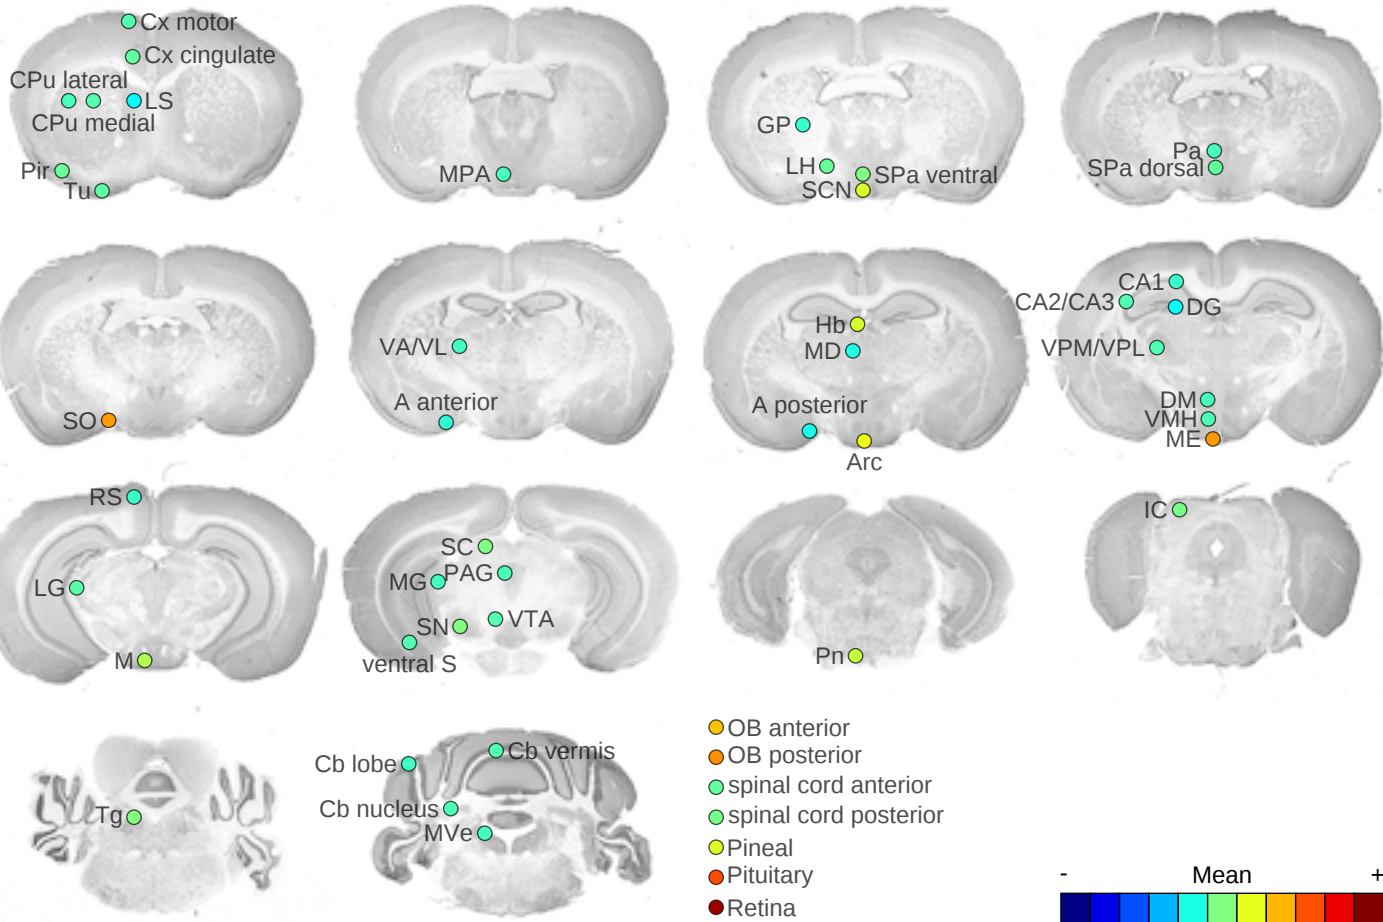 Cx motor
Cx cingulate
CPu lateral
LS
CPu medial
Pir
Tu
MPA
GP
LH
SPa ventral
SCN
Pa
SPa dorsal
SO
VA/VL
A anterior
Hb
MD
A posterior
Arc
CA1
CA2/CA3
DG
VPM/VPL
DM
VMH
ME
RS
LG
M
SC
PAG
MG
VTA
SN
ventral S
Pn
IC
Tg
Cb vermis
Cb lobe
Cb nucleus
MVe
OB anterior
OB posterior
spinal cord anterior
spinal cord posterior
Pineal
Pituitary
Retina
- Mean +